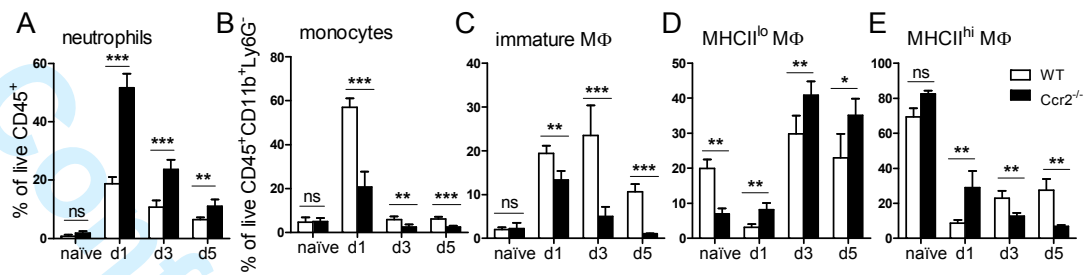 A
neutrophils
% of live CD45⁺
60
40
20
0
ns
***
***
**
naïve
d1
d3
d5
B
monocytes
% of live CD45⁺CD11b⁺Ly6G⁻
100
80
60
40
20
0
ns
***
**
***
naïve
d1
d3
d5
C
immature MΦ
40
30
20
10
0
ns
**
***
***
naïve
d1
d3
d5
D
MHCIIˡᵒ MΦ
50
40
30
20
10
0
**
**
**
*
naïve
d1
d3
d5
E
MHCIIʰⁱ MΦ
100
80
60
40
20
0
ns
**
**
**
WT
Ccr2⁻/⁻
naïve
d1
d3
d5